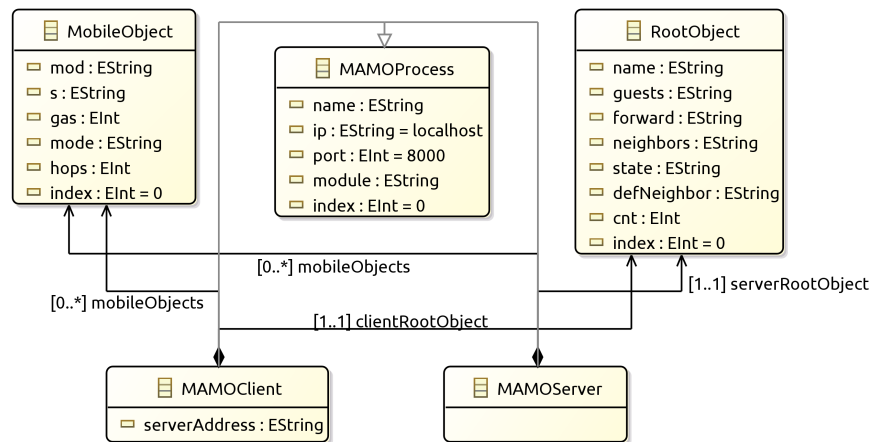 MobileObject
mod : EString
s : EString
gas : EInt
mode : EString
hops : EInt
index : EInt = 0
MAMOProcess
name : EString
ip : EString = localhost
port : EInt = 8000
module : EString
index : EInt = 0
RootObject
name : EString
guests : EString
forward : EString
neighbors : EString
state : EString
defNeighbor : EString
cnt : EInt
index : EInt = 0
[0..*] mobileObjects
[0..*] mobileObjects
[1..1] serverRootObject
[1..1] clientRootObject
MAMOClient
serverAddress : EString
MAMOServer